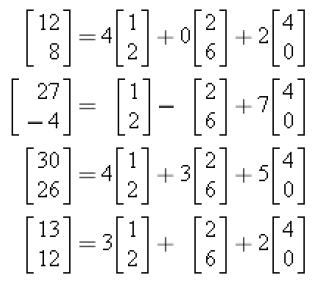 [12 8] = 4 [1 2] + 0 [2 6] + 2 [4 0]
[27 −4] = [1 2] − [2 6] + 7 [4 0]
[30 26] = 4 [1 2] + 3 [2 6] + 5 [4 0]
[13 12] = 3 [1 2] + [2 6] + 2 [4 0]